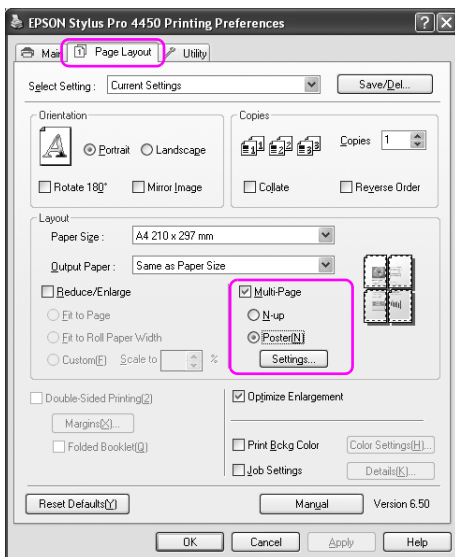 EPSON Stylus Pro 4450 Printing Preferences
Main Page Layout Utility
Select Setting : Current Settings Save/Del...
Orientation Copies
Portrait Landscape Copies 1
Rotate 180° Mirror Image Collate Reverse Order
Layout
Paper Size : A4 210 x 297 mm
Output Paper : Same as Paper Size
Reduce/Enlarge Multi-Page
Fit to Page N-up
Fit to Roll Paper Width Poster(N)
Custom(F) Scale to % Settings...
Double-Sided Printing(2) Optimize Enlargement
Margins(X)...
Folded Booklet(Q) Print Bckg Color Color Settings(H)...
Job Settings Details(K)...
Reset Defaults(Y) Manual Version 6.50
OK Cancel Apply Help